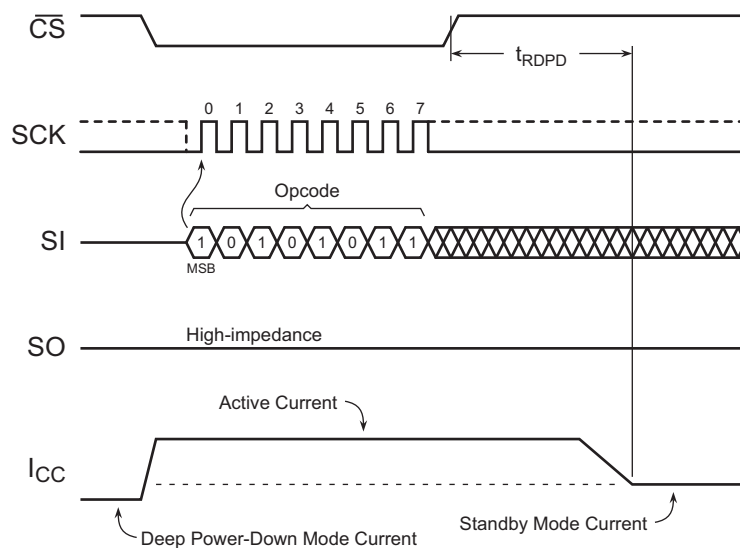 CS
tRDPD
0 1 2 3 4 5 6 7
SCK
Opcode
SI
1 0 1 0 1 0 1 1
MSB
High-impedance
SO
Active Current
ICC
Standby Mode Current
Deep Power-Down Mode Current